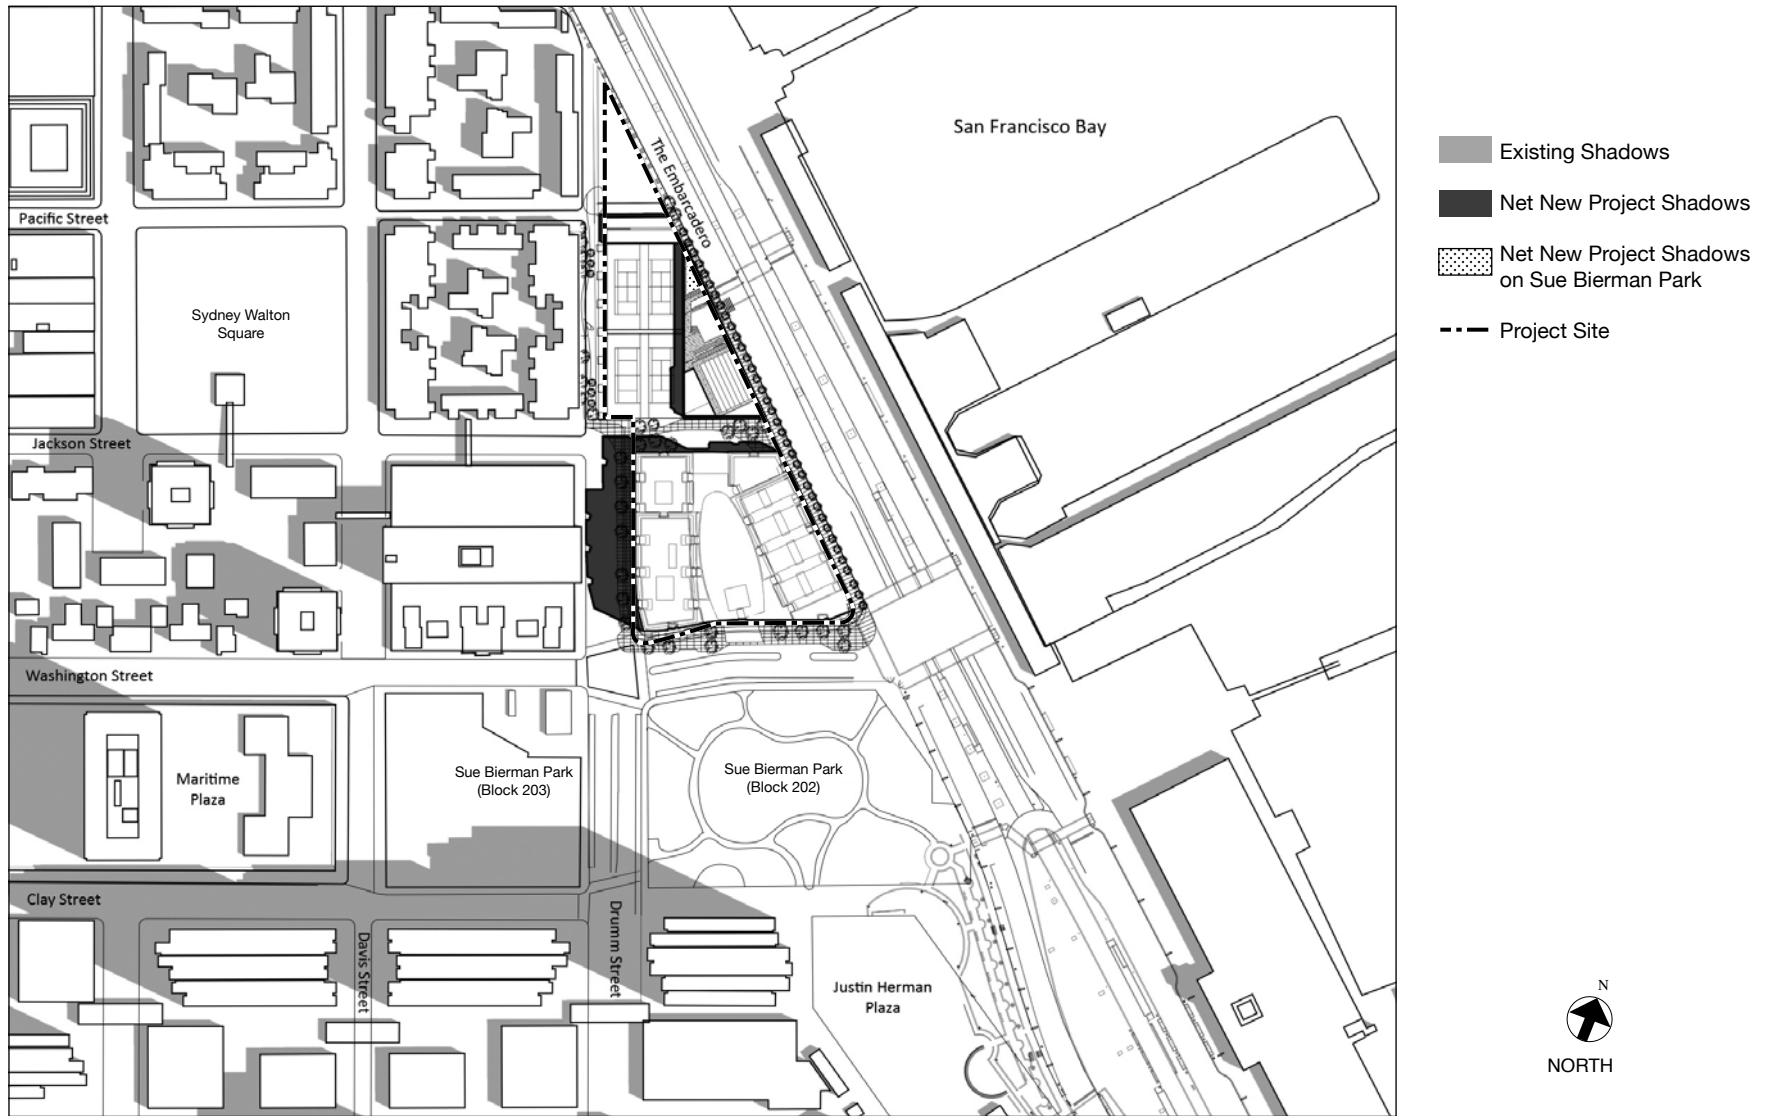 San Francisco Bay
The Embarcadero
Existing Shadows
Net New Project Shadows
Net New Project Shadows
on Sue Bierman Park
Project Site
Pacific Street
Sydney Walton
Square
Jackson Street
Washington Street
Maritime
Plaza
Sue Bierman Park
(Block 203)
Sue Bierman Park
(Block 202)
Clay Street
Davis Street
Drumm Street
Justin Herman
Plaza
N
NORTH